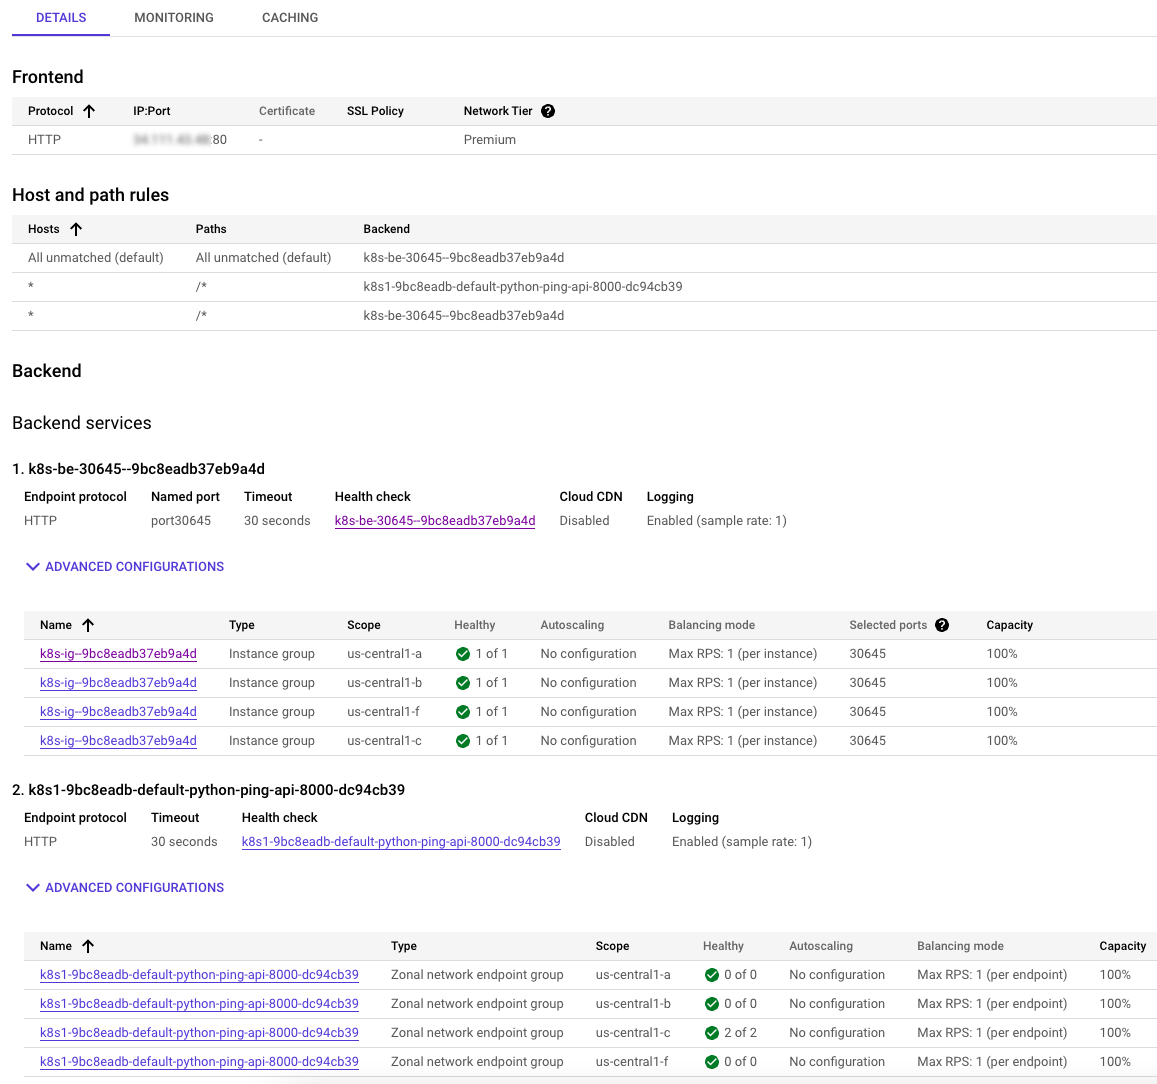 DETAILS MONITORING CACHING
Frontend
Protocol IP:Port Certificate SSL Policy Network Tier
HTTP :80 - Premium
Host and path rules
Hosts Paths Backend
All unmatched (default) All unmatched (default) k8s-be-30645--9bc8eadb37eb9a4d
* /* k8s1-9bc8eadb-default-python-ping-api-8000-dc94cb39
* /* k8s-be-30645--9bc8eadb37eb9a4d
Backend
Backend services
1. k8s-be-30645--9bc8eadb37eb9a4d
Endpoint protocol Named port Timeout Health check Cloud CDN Logging
HTTP port30645 30 seconds k8s-be-30645--9bc8eadb37eb9a4d Disabled Enabled (sample rate: 1)
ADVANCED CONFIGURATIONS
Name Type Scope Healthy Autoscaling Balancing mode Selected ports Capacity
k8s-ig--9bc8eadb37eb9a4d Instance group us-central1-a 1 of 1 No configuration Max RPS: 1 (per instance) 30645 100%
k8s-ig--9bc8eadb37eb9a4d Instance group us-central1-b 1 of 1 No configuration Max RPS: 1 (per instance) 30645 100%
k8s-ig--9bc8eadb37eb9a4d Instance group us-central1-f 1 of 1 No configuration Max RPS: 1 (per instance) 30645 100%
k8s-ig--9bc8eadb37eb9a4d Instance group us-central1-c 1 of 1 No configuration Max RPS: 1 (per instance) 30645 100%
2. k8s1-9bc8eadb-default-python-ping-api-8000-dc94cb39
Endpoint protocol Timeout Health check Cloud CDN Logging
HTTP 30 seconds k8s1-9bc8eadb-default-python-ping-api-8000-dc94cb39 Disabled Enabled (sample rate: 1)
ADVANCED CONFIGURATIONS
Name Type Scope Healthy Autoscaling Balancing mode Capacity
k8s1-9bc8eadb-default-python-ping-api-8000-dc94cb39 Zonal network endpoint group us-central1-a 0 of 0 No configuration Max RPS: 1 (per endpoint) 100%
k8s1-9bc8eadb-default-python-ping-api-8000-dc94cb39 Zonal network endpoint group us-central1-b 0 of 0 No configuration Max RPS: 1 (per endpoint) 100%
k8s1-9bc8eadb-default-python-ping-api-8000-dc94cb39 Zonal network endpoint group us-central1-c 2 of 2 No configuration Max RPS: 1 (per endpoint) 100%
k8s1-9bc8eadb-default-python-ping-api-8000-dc94cb39 Zonal network endpoint group us-central1-f 0 of 0 No configuration Max RPS: 1 (per endpoint) 100%